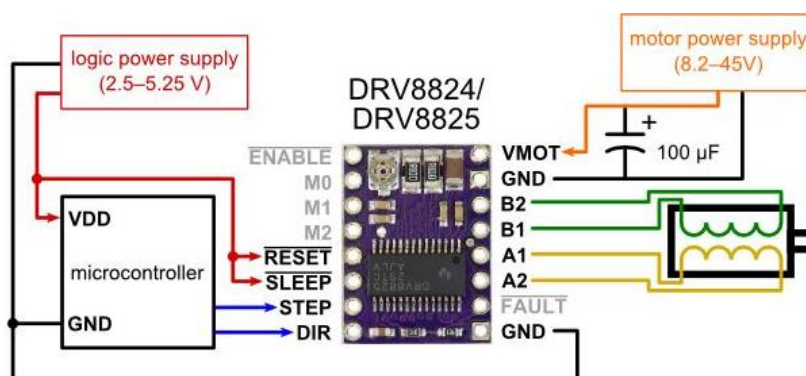 logic power supply
(2.5–5.25 V)
motor power supply
(8.2–45V)
DRV8824/
DRV8825
+
100 µF
ENABLE
M0
M1
M2
RESET
SLEEP
STEP
DIR
VMOT
GND
B2
B1
A1
A2
FAULT
GND
VDD
microcontroller
GND